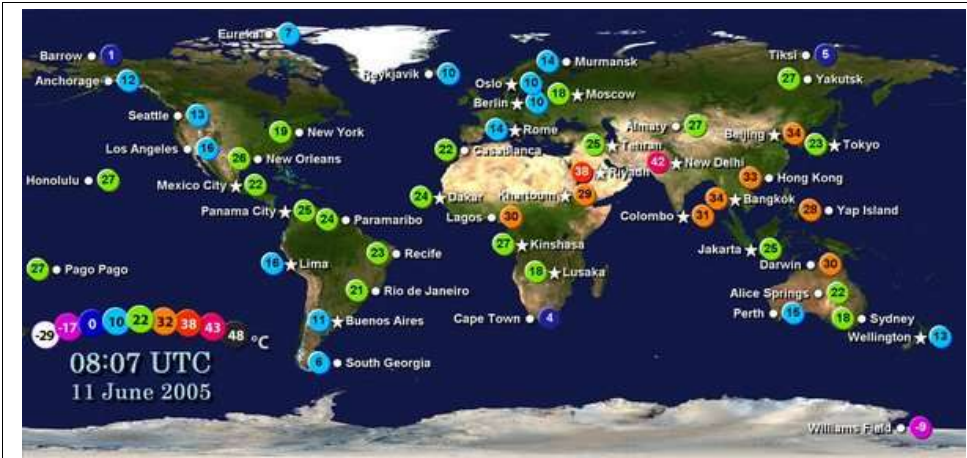 Eureka 7
Barrow 1
Tiksi 5
Reykjavik 10
14 Murmansk
Anchorage 12
27 Yakutsk
Oslo 10
18 Moscow
Berlin 10
Seattle 13
19 New York
14 Rome
Almaty 27
Beijing 34
Los Angeles 16
22 Casablanca
25 Tehran
23 Tokyo
26 New Orleans
42 New Delhi
Honolulu 27
38 Riyadh
33 Hong Kong
Mexico City 22
24 Dakar
Khartoum 29
34 Bangkok
Panama City 25
24 Paramaribo
Lagos 30
Colombo 31
28 Yap Island
23 Recife
27 Kinshasa
Jakarta 25
27 Pago Pago
16 Lima
18 Lusaka
Darwin 30
21 Rio de Janeiro
Alice Springs 22
11 Buenos Aires
Cape Town 4
Perth 15
18 Sydney
Wellington 13
-29 -17 0 10 22 32 38 43 48 °C
08:07 UTC
6 South Georgia
11 June 2005
Williams Field -9